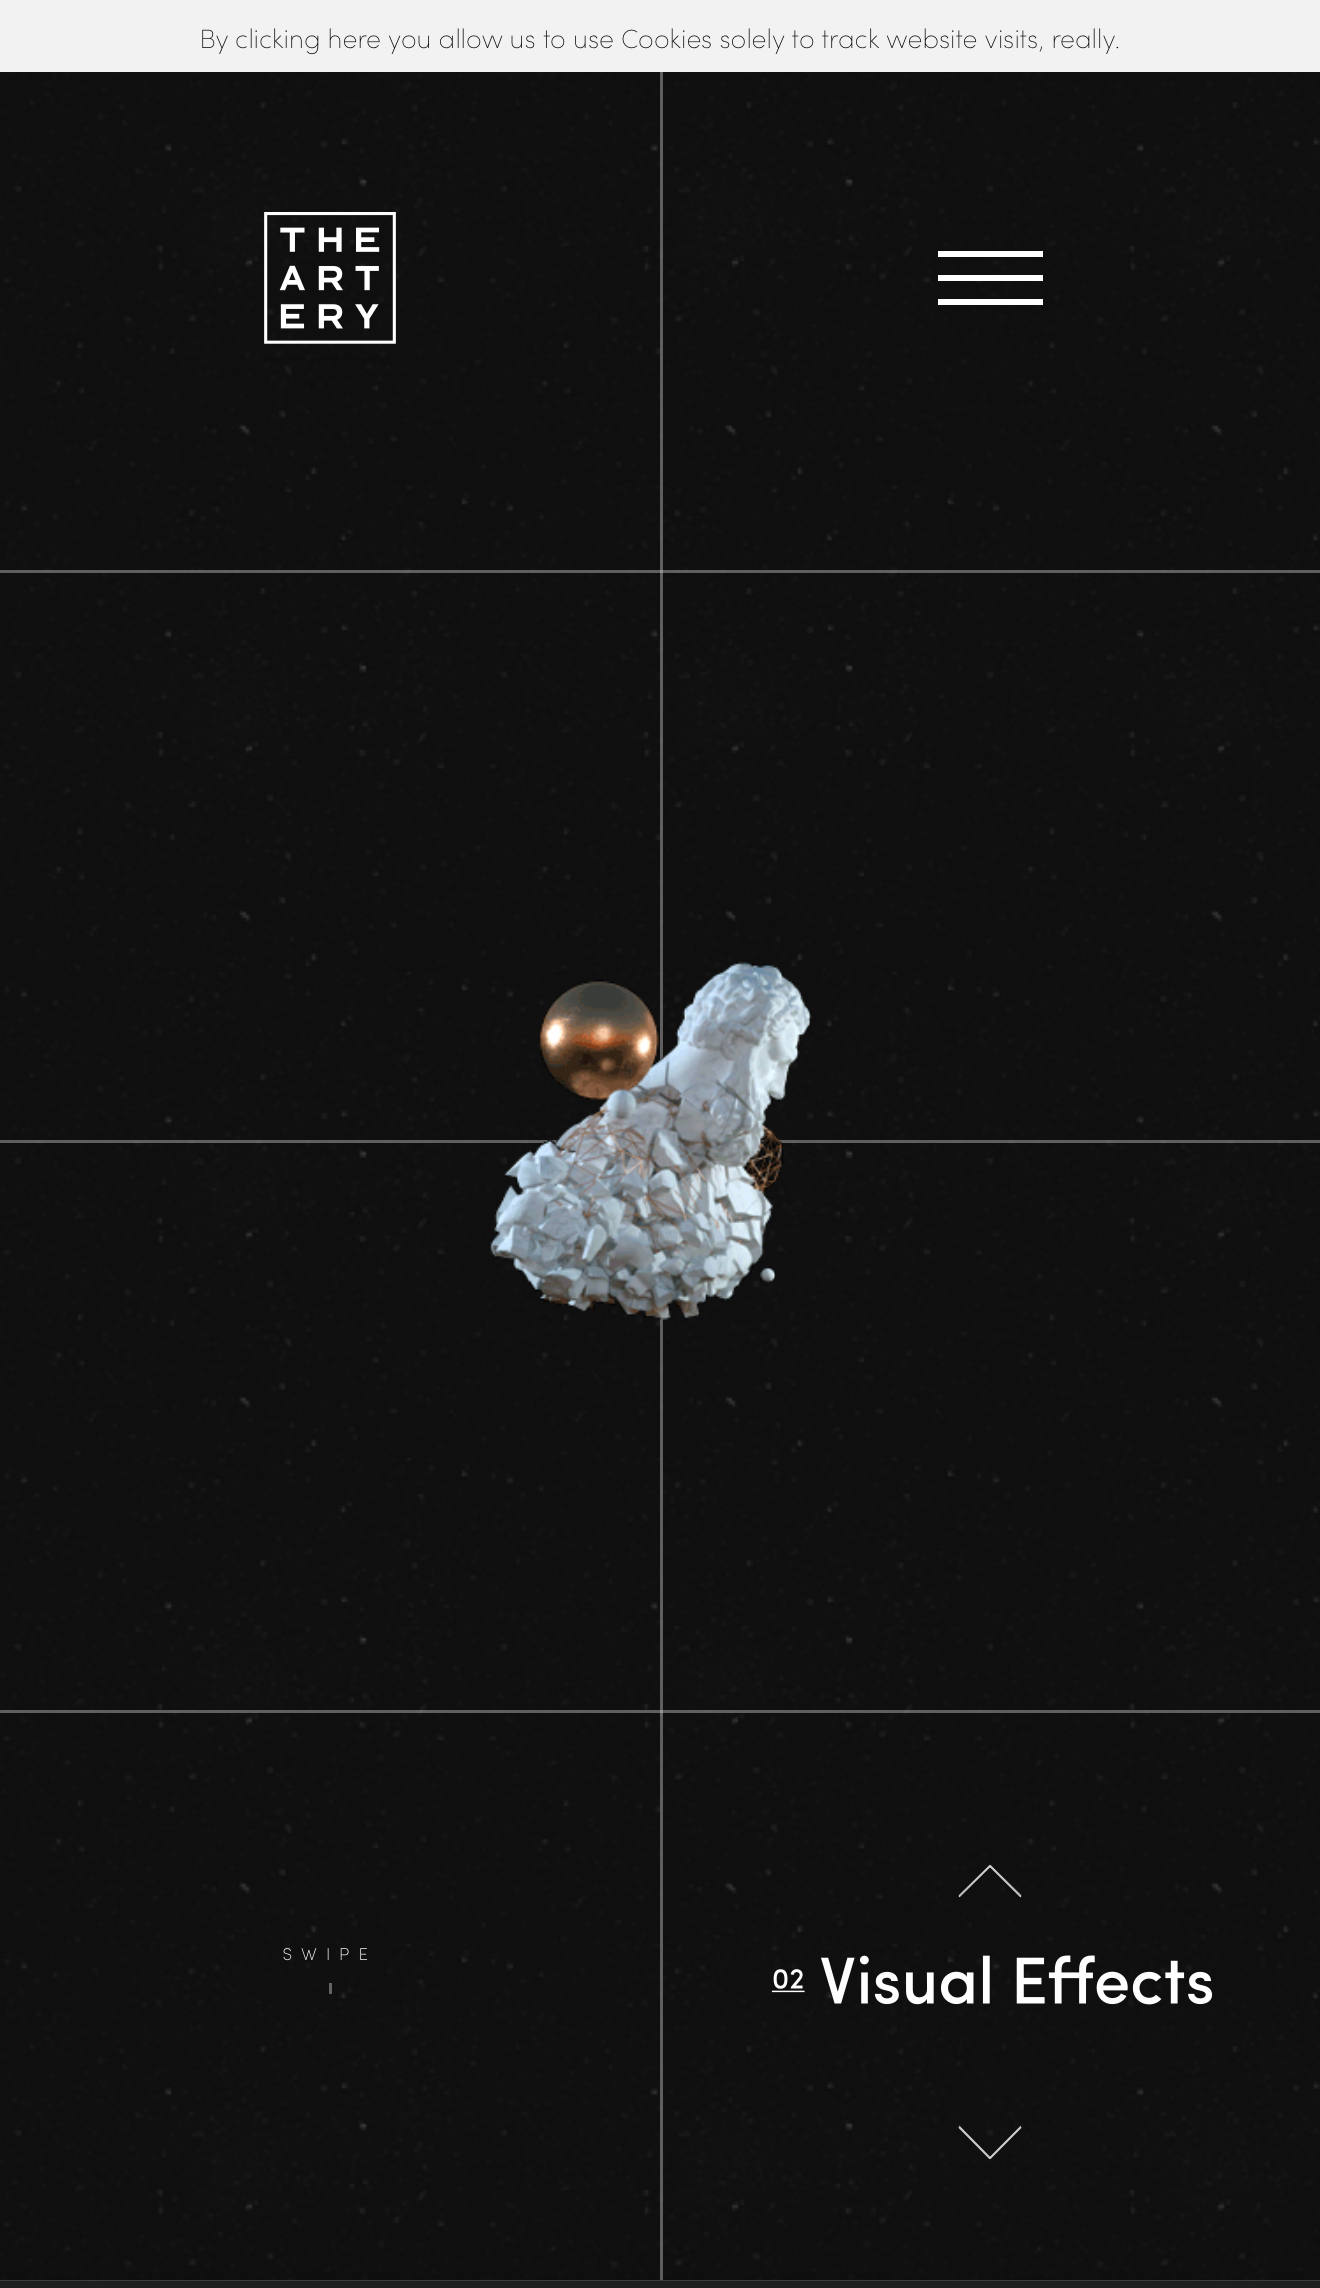 By clicking here you allow us to use Cookies solely to track website visits, really.
THE
ART
ERY
SWIPE
02 Visual Effects